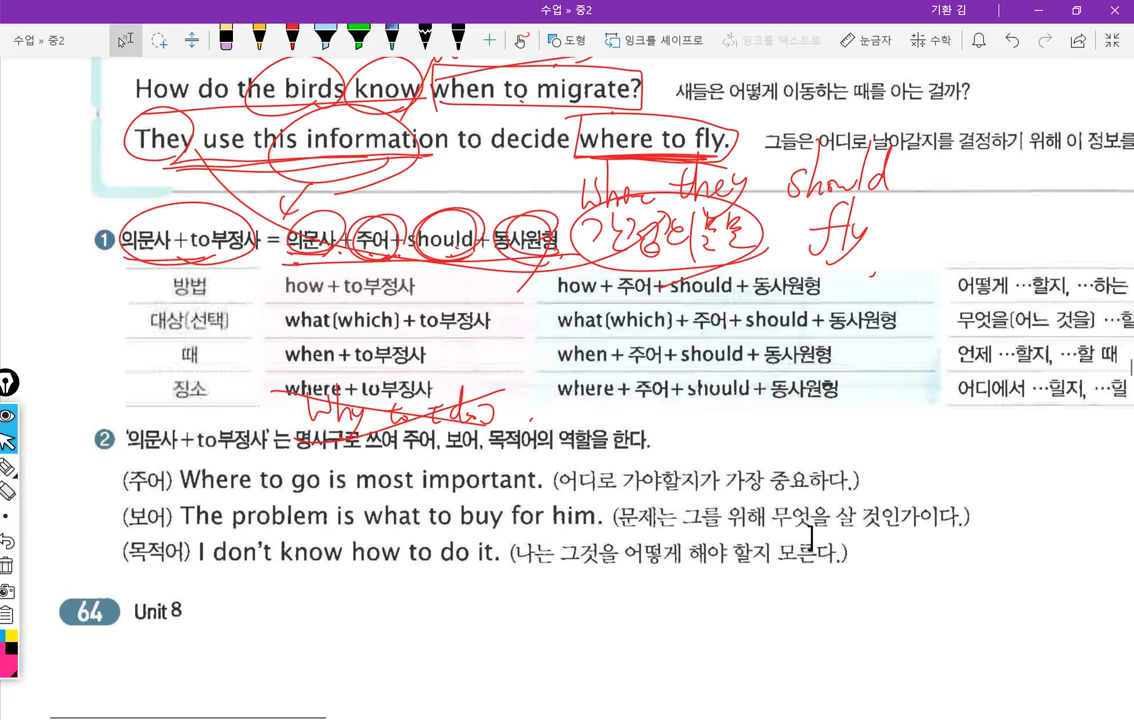 수업 » 중2
기환 김
수업 » 중2
도형
잉크를 셰이프로
잉크를 텍스트로
눈금자
수학
How do the birds know when to migrate? 새들은 어떻게 이동하는 때를 아는 걸까?
They use this information to decide where to fly. 그들은 어디로 날아갈지를 결정하기 위해 이 정보를
where they should
fly
1 의문사+to부정사 = 의문사+주어+should+동사원형 간접의문문
방법 how+to부정사 how+주어+should+동사원형 어떻게 …할지, …하는
대상(선택) what(which)+to부정사 what(which)+주어+should+동사원형 무엇을(어느 것을) …할
때 when+to부정사 when+주어+should+동사원형 언제 …할지, …할 때
장소 where+to부정사 where+주어+should+동사원형 어디에서 …할지, …할
Why to
2 '의문사+to부정사'는 명사구로 쓰여 주어, 보어, 목적어의 역할을 한다.
(주어) Where to go is most important. (어디로 가야할지가 가장 중요하다.)
(보어) The problem is what to buy for him. (문제는 그를 위해 무엇을 살 것인가이다.)
(목적어) I don't know how to do it. (나는 그것을 어떻게 해야 할지 모른다.)
64 Unit 8